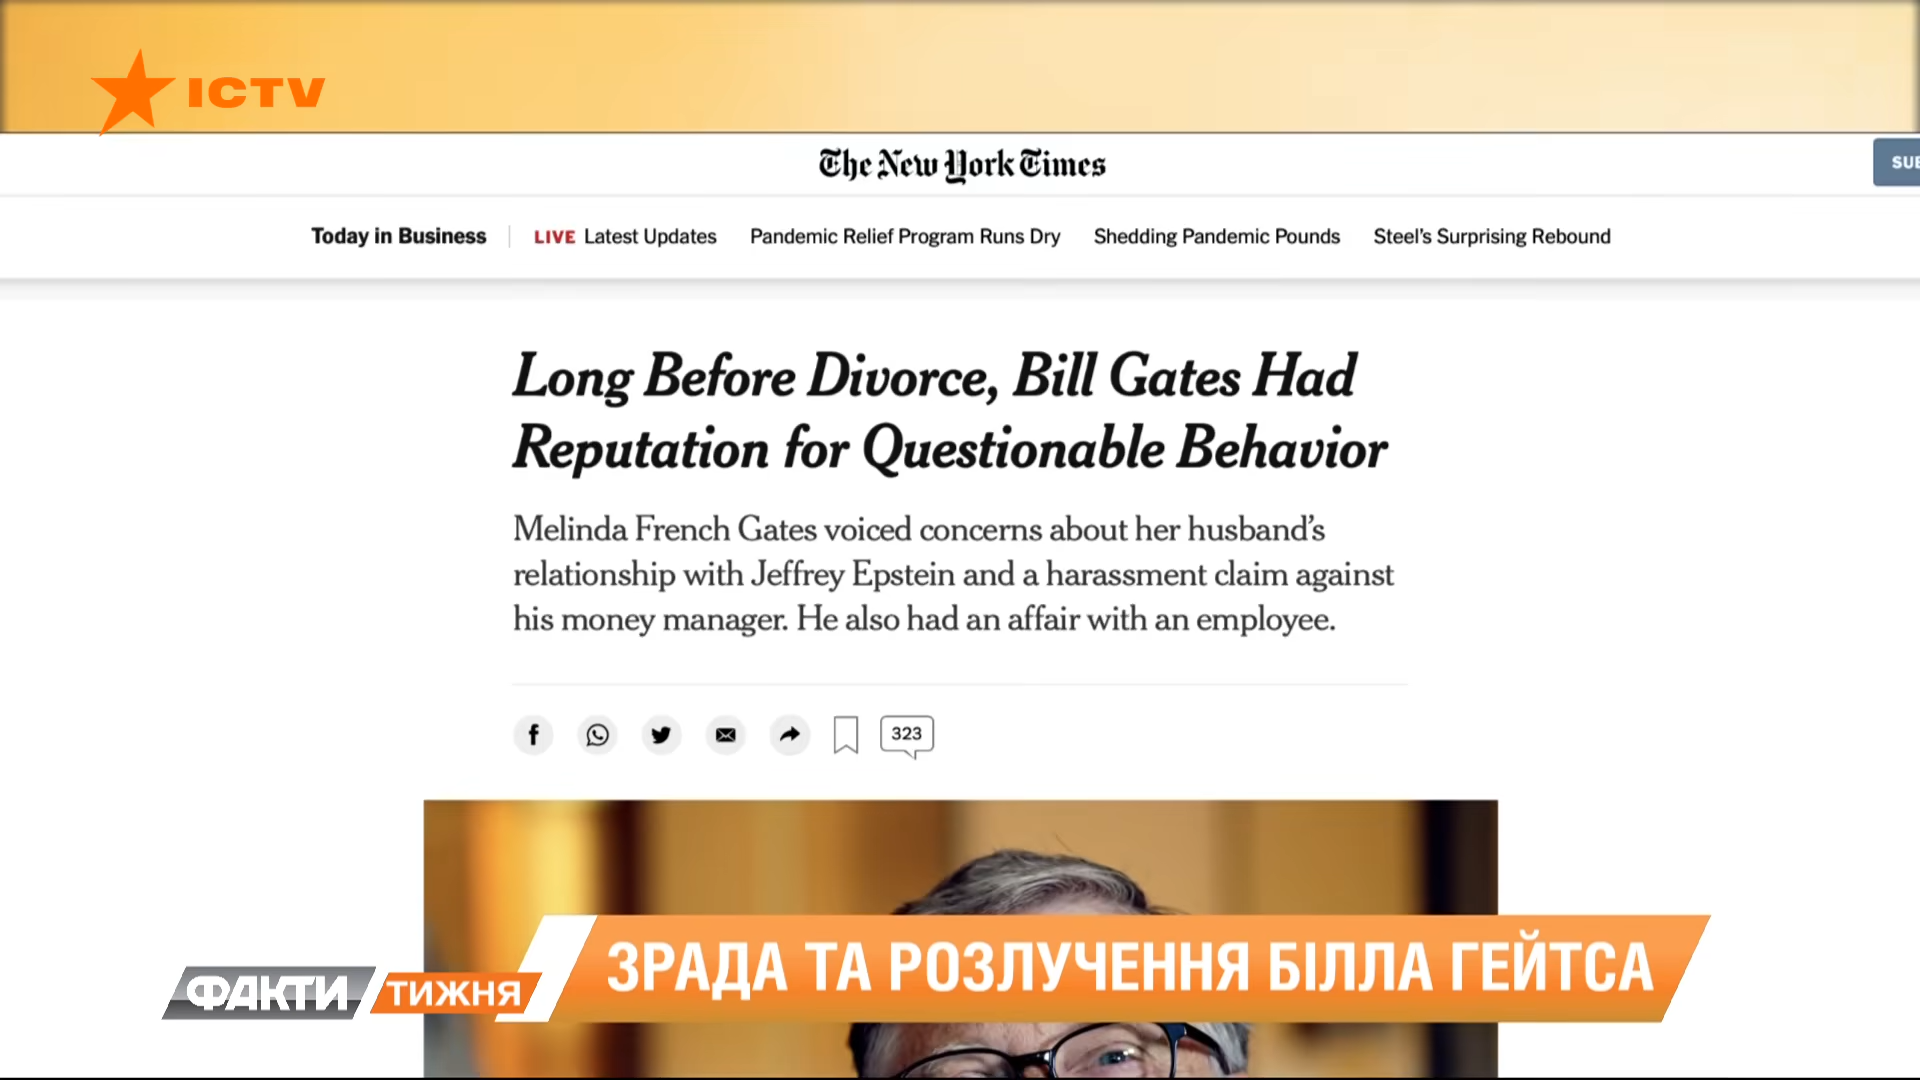 ICTV
The New York Times
SUB
Today in Business
LIVE Latest Updates
Pandemic Relief Program Runs Dry
Shedding Pandemic Pounds
Steel’s Surprising Rebound
Long Before Divorce, Bill Gates Had
Reputation for Questionable Behavior
Melinda French Gates voiced concerns about her husband’s
relationship with Jeffrey Epstein and a harassment claim against
his money manager. He also had an affair with an employee.
323
ЗРАДА ТА РОЗЛУЧЕННЯ БІЛЛА ГЕЙТСА
ФАКТИ ТИЖНЯ